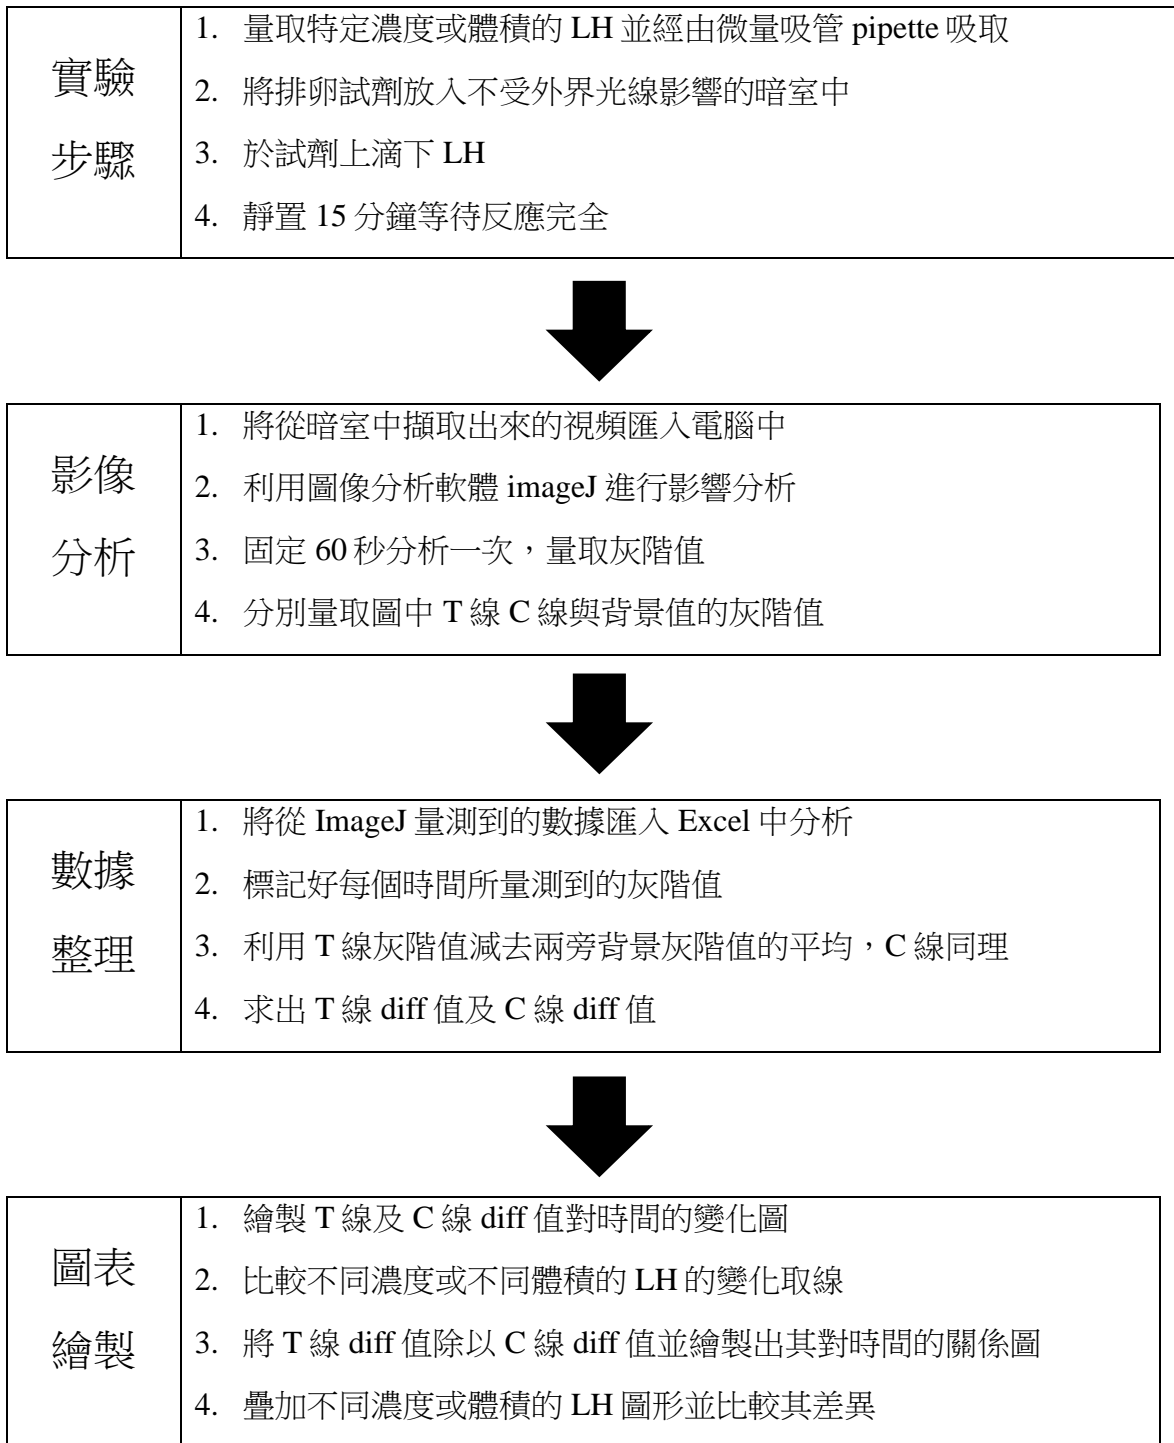 實驗
步驟
1. 量取特定濃度或體積的 LH 並經由微量吸管 pipette 吸取
2. 將排卵試劑放入不受外界光線影響的暗室中
3. 於試劑上滴下 LH
4. 靜置 15 分鐘等待反應完全
影像
分析
1. 將從暗室中擷取出來的視頻匯入電腦中
2. 利用圖像分析軟體 imageJ 進行影響分析
3. 固定 60 秒分析一次，量取灰階值
4. 分別量取圖中 T 線 C 線與背景值的灰階值
數據
整理
1. 將從 ImageJ 量測到的數據匯入 Excel 中分析
2. 標記好每個時間所量測到的灰階值
3. 利用 T 線灰階值減去兩旁背景灰階值的平均，C 線同理
4. 求出 T 線 diff 值及 C 線 diff 值
圖表
繪製
1. 繪製 T 線及 C 線 diff 值對時間的變化圖
2. 比較不同濃度或不同體積的 LH 的變化取線
3. 將 T 線 diff 值除以 C 線 diff 值並繪製出其對時間的關係圖
4. 疊加不同濃度或體積的 LH 圖形並比較其差異